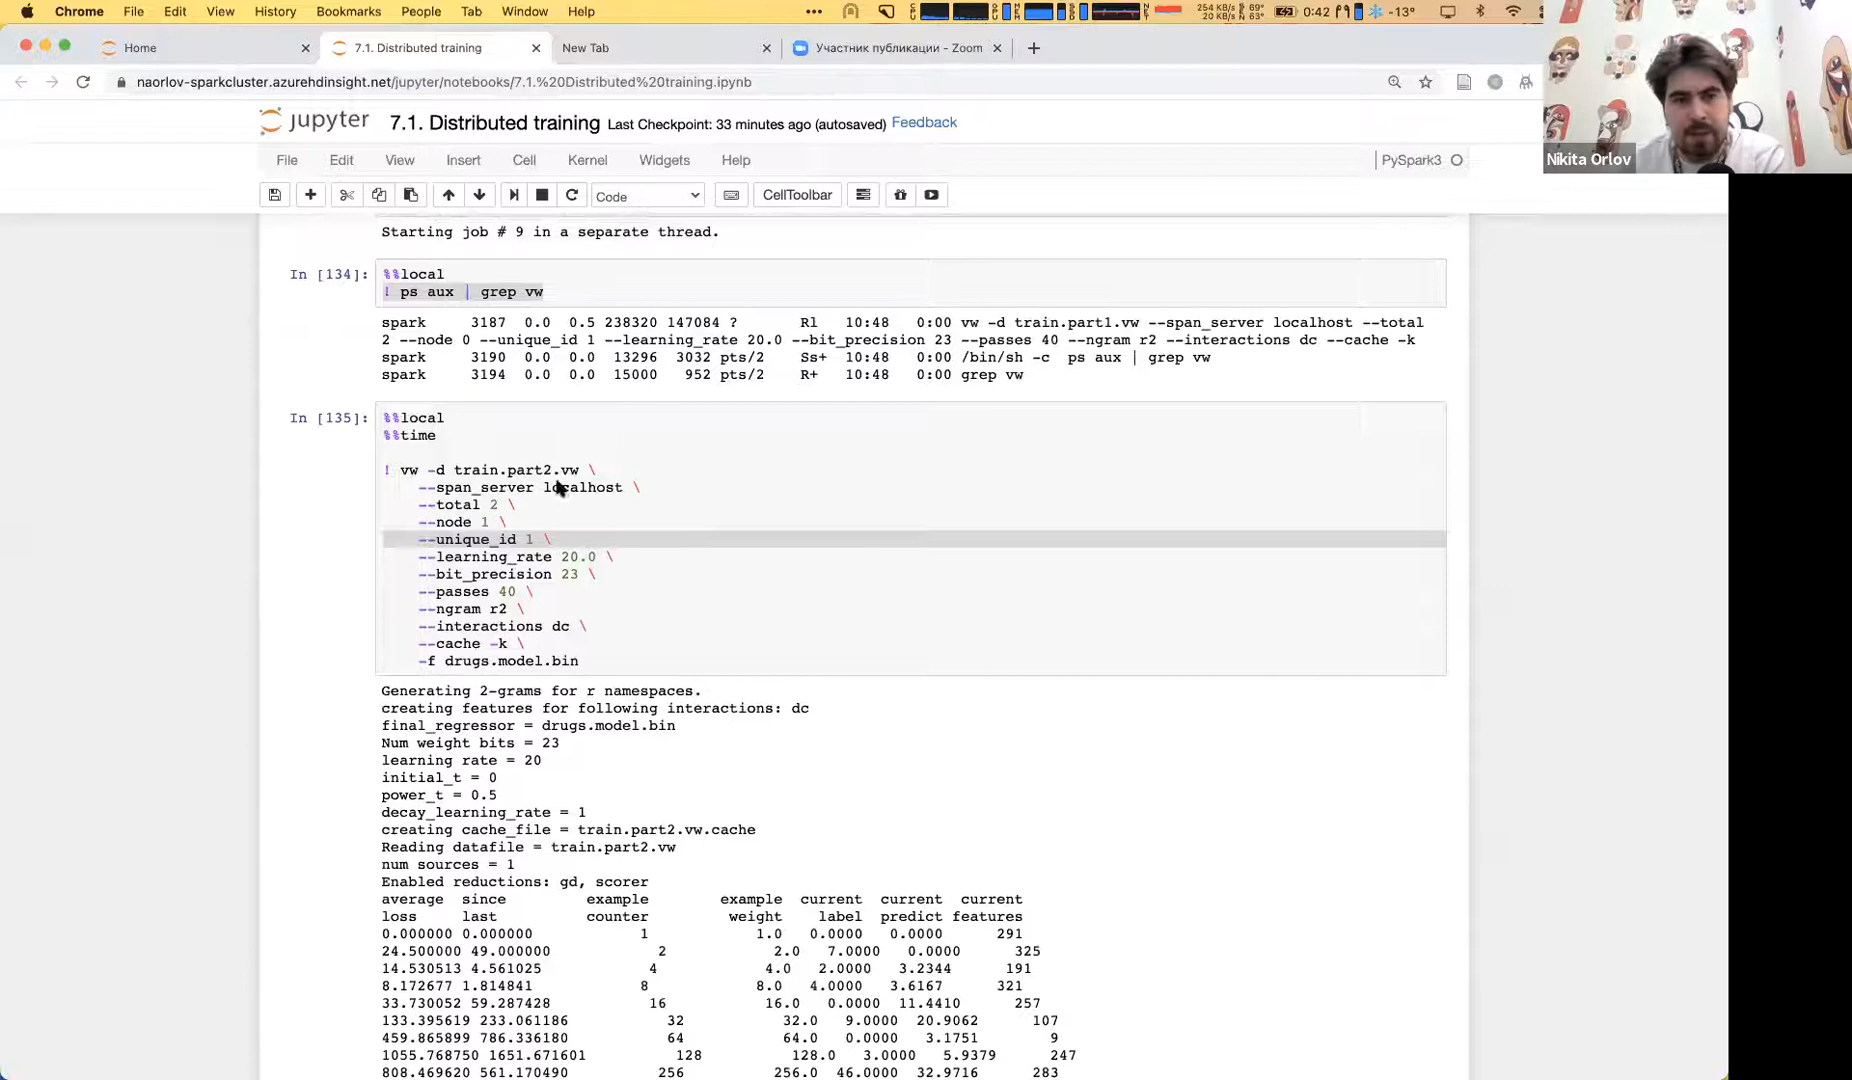 Chrome File Edit View History Bookmarks People Tab Window Help
254 KB/s 69°
20 KB/s 63°
0:42
-13°
Home
7.1. Distributed training
New Tab
Участник публикации - Zoom
naorlov-sparkcluster.azurehdinsight.net/jupyter/notebooks/7.1.%20Distributed%20training.ipynb
Nikita Orlov
jupyter 7.1. Distributed training Last Checkpoint: 33 minutes ago (autosaved) Feedback
File Edit View Insert Cell Kernel Widgets Help
PySpark3
Code
CellToolbar
Starting job # 9 in a separate thread.
In [134]: %%local
! ps aux | grep vw
spark 3187 0.0 0.5 238320 147084 ? Rl 10:48 0:00 vw -d train.part1.vw --span_server localhost --total
2 --node 0 --unique_id 1 --learning_rate 20.0 --bit_precision 23 --passes 40 --ngram r2 --interactions dc --cache -k
spark 3190 0.0 0.0 13296 3032 pts/2 Ss+ 10:48 0:00 /bin/sh -c ps aux | grep vw
spark 3194 0.0 0.0 15000 952 pts/2 R+ 10:48 0:00 grep vw
In [135]: %%local
%%time
! vw -d train.part2.vw \
--span_server localhost \
--total 2 \
--node 1 \
--unique_id 1 \
--learning_rate 20.0 \
--bit_precision 23 \
--passes 40 \
--ngram r2 \
--interactions dc \
--cache -k \
-f drugs.model.bin
Generating 2-grams for r namespaces.
creating features for following interactions: dc
final_regressor = drugs.model.bin
Num weight bits = 23
learning rate = 20
initial_t = 0
power_t = 0.5
decay_learning_rate = 1
creating cache_file = train.part2.vw.cache
Reading datafile = train.part2.vw
num sources = 1
Enabled reductions: gd, scorer
average since example example current current current
loss last counter weight label predict features
0.000000 0.000000 1 1.0 0.0000 0.0000 291
24.500000 49.000000 2 2.0 7.0000 0.0000 325
14.530513 4.561025 4 4.0 2.0000 3.2344 191
8.172677 1.814841 8 8.0 4.0000 3.6167 321
33.730052 59.287428 16 16.0 0.0000 11.4410 257
133.395619 233.061186 32 32.0 9.0000 20.9062 107
459.865899 786.336180 64 64.0 0.0000 3.1751 9
1055.768750 1651.671601 128 128.0 3.0000 5.9379 247
808.469620 561.170490 256 256.0 46.0000 32.9716 283